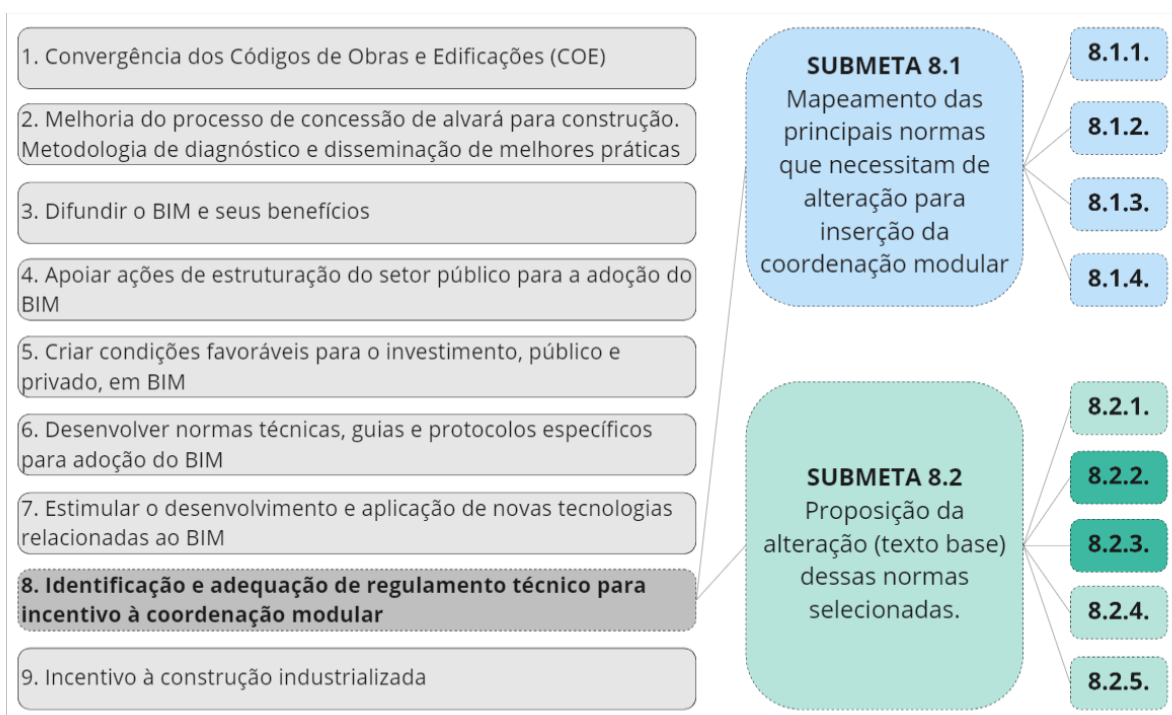 1. Convergência dos Códigos de Obras e Edificações (COE)
2. Melhoria do processo de concessão de alvará para construção.
Metodologia de diagnóstico e disseminação de melhores práticas
3. Difundir o BIM e seus benefícios
4. Apoiar ações de estruturação do setor público para a adoção do
BIM
5. Criar condições favoráveis para o investimento, público e
privado, em BIM
6. Desenvolver normas técnicas, guias e protocolos específicos
para adoção do BIM
7. Estimular o desenvolvimento e aplicação de novas tecnologias
relacionadas ao BIM
8. Identificação e adequação de regulamento técnico para
incentivo à coordenação modular
9. Incentivo à construção industrializada
SUBMETA 8.1
Mapeamento das
principais normas
que necessitam de
alteração para
inserção da
coordenação modular
8.1.1.
8.1.2.
8.1.3.
8.1.4.
SUBMETA 8.2
Proposição da
alteração (texto base)
dessas normas
selecionadas.
8.2.1.
8.2.2.
8.2.3.
8.2.4.
8.2.5.